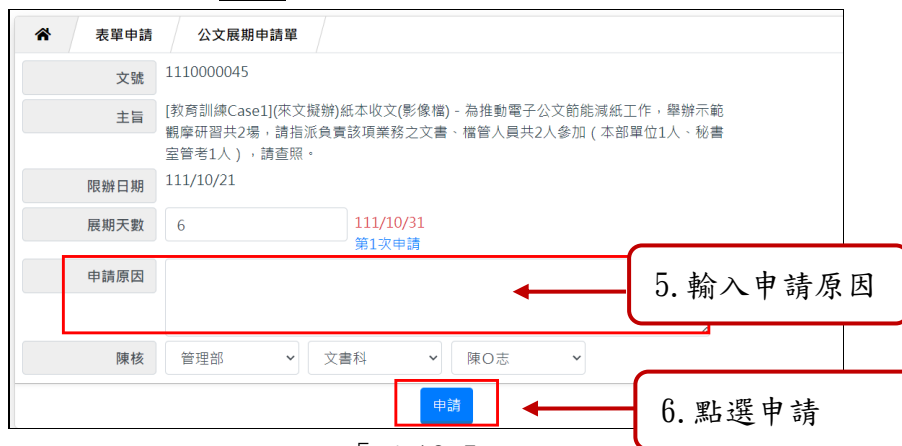 表單申請
公文展期申請單
文號
1110000045
主旨
[教育訓練Case1](來文擬辦)紙本收文(影像檔) - 為推動電子公文節能減紙工作，舉辦示範
觀摩研習共2場，請指派負責該項業務之文書、檔管人員共2人參加（本部單位1人、秘書
室管考1人），請查照。
限辦日期
111/10/21
展期天數
6
111/10/31
第1次申請
申請原因
5.輸入申請原因
陳核
管理部
文書科
陳O志
申請
6.點選申請